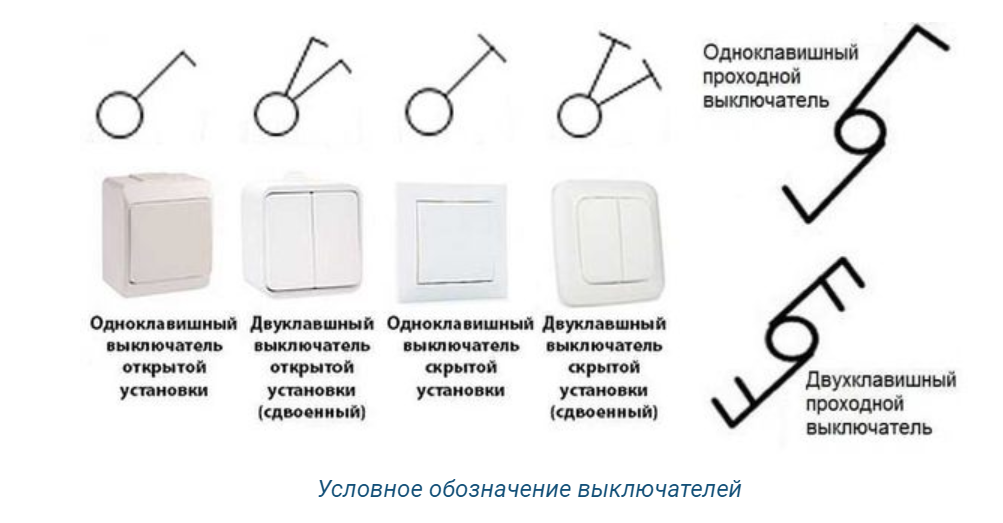 Одноклавишный
проходной
выключатель
Одноклавишный
выключатель
открытой
установки
Двуклавшный
выключатель
открытой
установки
(сдвоенный)
Одноклавишный
выключатель
скрытой
установки
Двуклавшный
выключатель
скрытой
установки
(сдвоенный)
Двухклавишный
проходной
выключатель
Условное обозначение выключателей